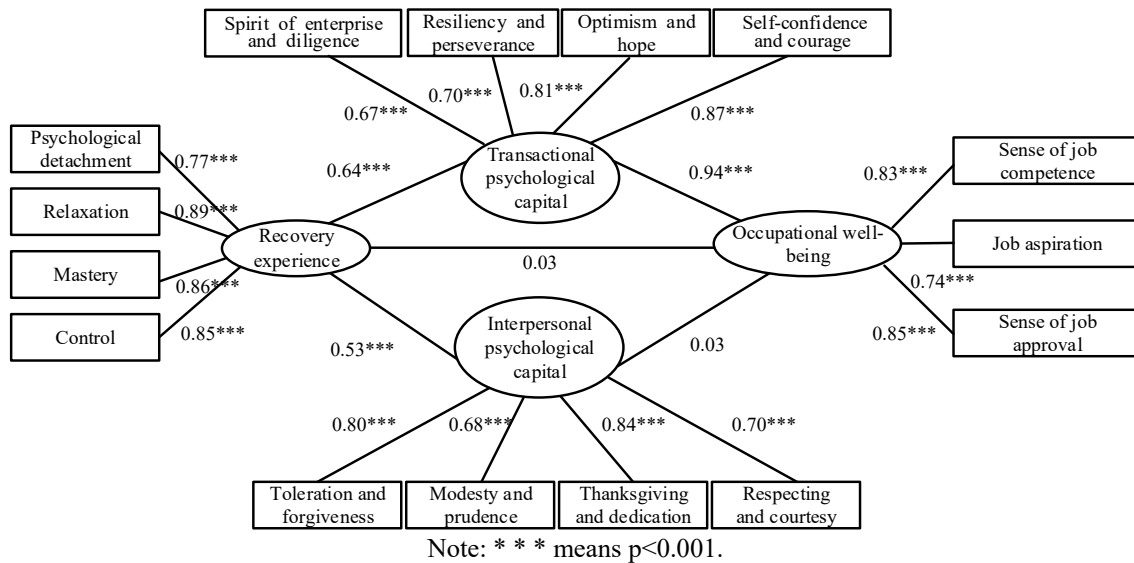 Spirit of enterprise
and diligence
Resiliency and
perseverance
Optimism and
hope
Self-confidence
and courage
0.67***
0.70***
0.81***
0.87***
Psychological
detachment
Relaxation
Mastery
Control
0.77***
0.89***
0.86***
0.85***
Recovery
experience
0.64***
Transactional
psychological
capital
0.94***
0.03
Occupational well-
being
0.83***
0.74***
0.85***
Sense of job
competence
Job aspiration
Sense of job
approval
0.53***
Interpersonal
psychological
capital
0.03
0.80***
0.68***
0.84***
0.70***
Toleration and
forgiveness
Modesty and
prudence
Thanksgiving
and dedication
Respecting
and courtesy
Note: * * * means p<0.001.